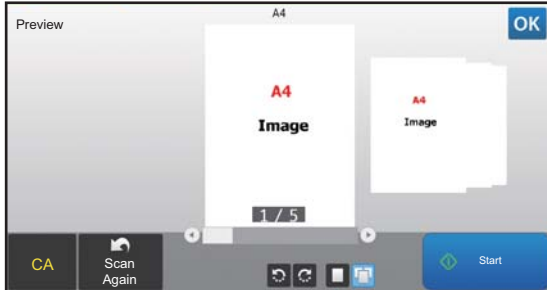 A4
Preview
OK
A4
Image
A4
Image
1 / 5
CA
Scan
Again
Start